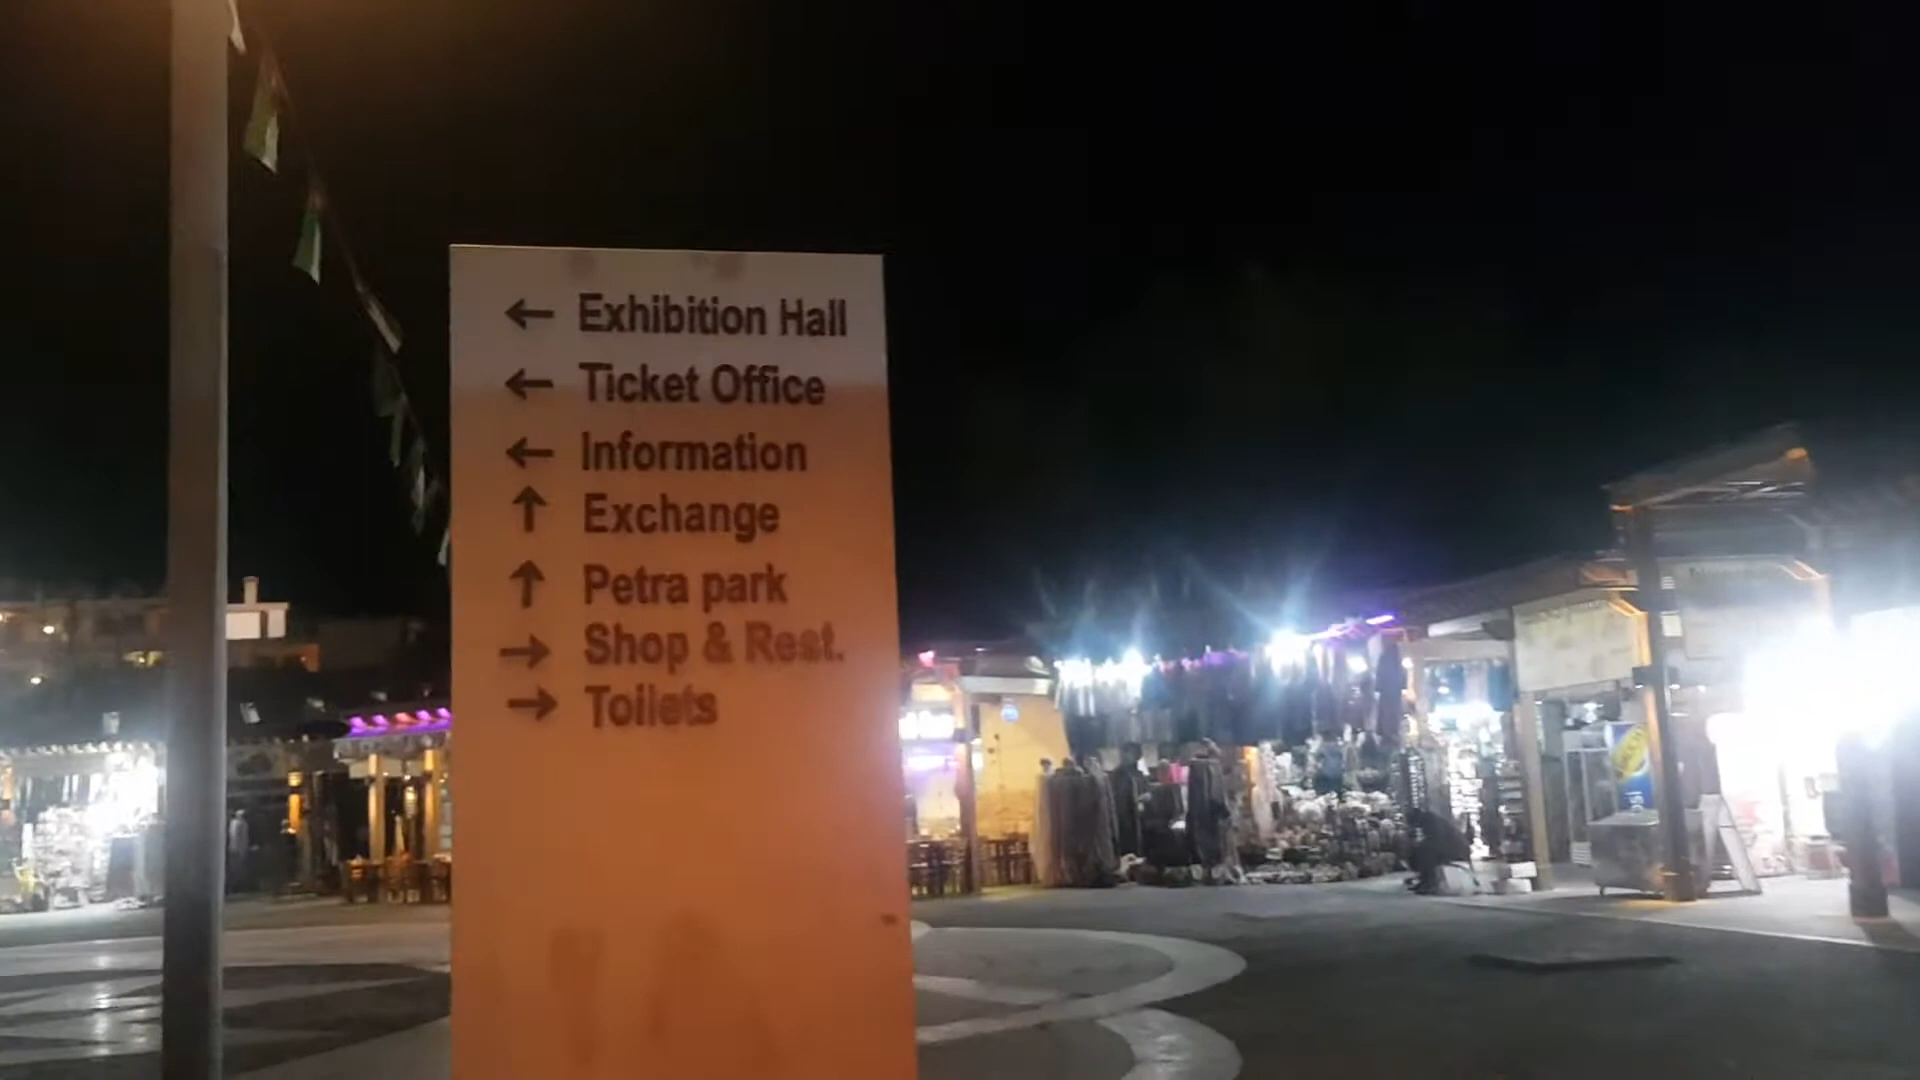 ← Exhibition Hall
← Ticket Office
← Information
↑ Exchange
↑ Petra park
→ Shop & Rest.
→ Toilets